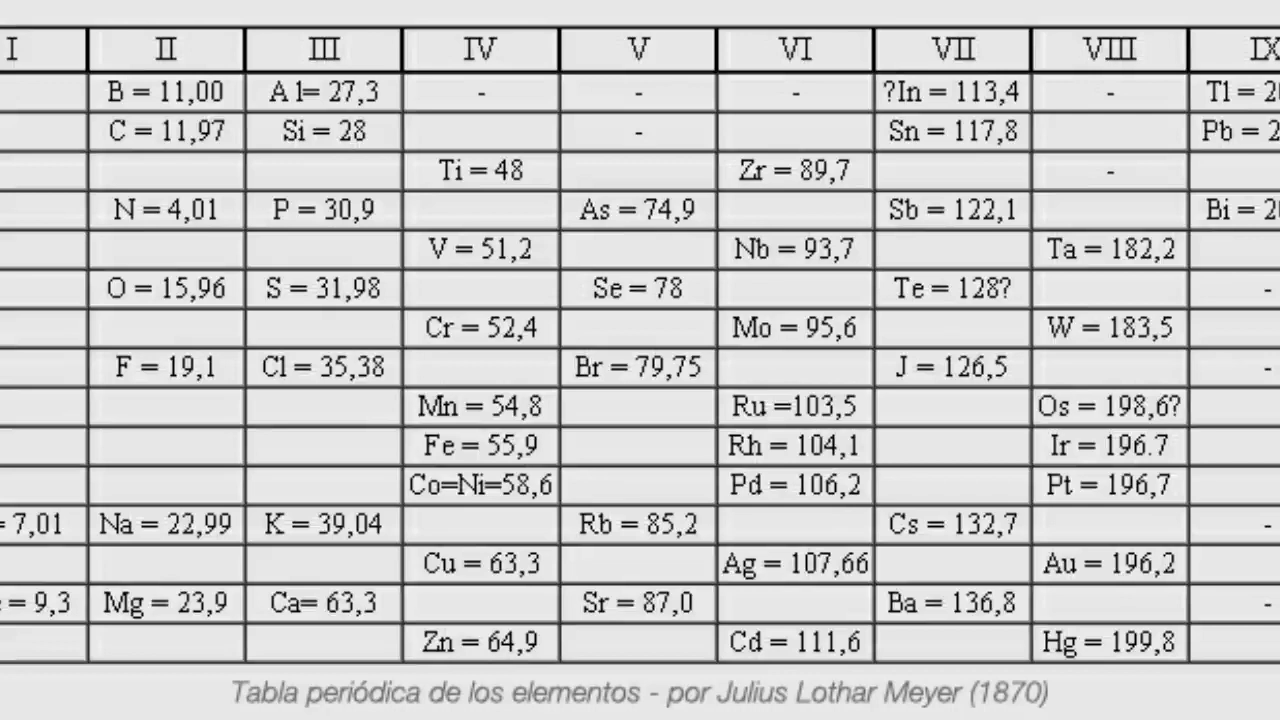 I II III IV V VI VII VIII IX
B = 11,00 Al= 27,3 - - - ?In = 113,4 - Tl = 20
C = 11,97 Si = 28 - Sn = 117,8 Pb = 2
Ti = 48 Zr = 89,7 -
N = 4,01 P = 30,9 As = 74,9 Sb = 122,1 Bi = 20
V = 51,2 Nb = 93,7 Ta = 182,2
O = 15,96 S = 31,98 Se = 78 Te = 128? -
Cr = 52,4 Mo = 95,6 W = 183,5
F = 19,1 Cl = 35,38 Br = 79,75 J = 126,5 -
Mn = 54,8 Ru =103,5 Os = 198,6?
Fe = 55,9 Rh = 104,1 Ir = 196.7
Co=Ni=58,6 Pd = 106,2 Pt = 196,7
= 7,01 Na = 22,99 K = 39,04 Rb = 85,2 Cs = 132,7 -
Cu = 63,3 Ag = 107,66 Au = 196,2
= 9,3 Mg = 23,9 Ca= 63,3 Sr = 87,0 Ba = 136,8 -
Zn = 64,9 Cd = 111,6 Hg = 199,8
Tabla periódica de los elementos - por Julius Lothar Meyer (1870)